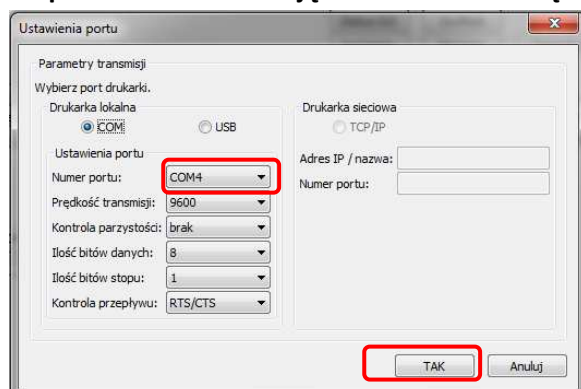 Ustawienia portu
Parametry transmisji
Wybierz port drukarki.
Drukarka lokalna
COM
USB
Ustawienia portu
Numer portu: COM4
Prędkość transmisji: 9600
Kontrola parzystości: brak
Ilość bitów danych: 8
Ilość bitów stopu: 1
Kontrola przepływu: RTS/CTS
Drukarka sieciowa
TCP/IP
Adres IP / nazwa:
Numer portu:
TAK
Anuluj